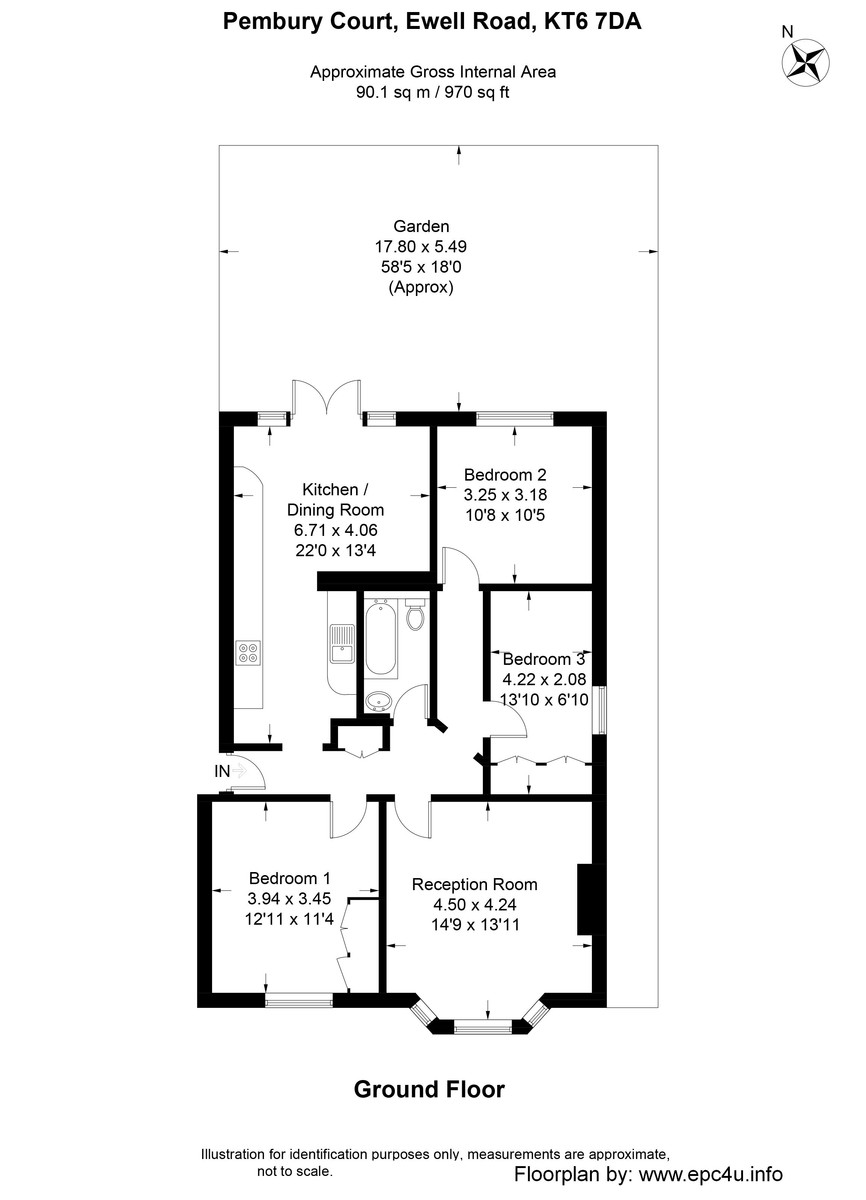 Pembury Court, Ewell Road, KT6 7DA
N
Approximate Gross Internal Area
90.1 sq m / 970 sq ft
Garden
17.80 x 5.49
58'5 x 18'0
(Approx)
Kitchen /
Dining Room
6.71 x 4.06
22'0 x 13'4
Bedroom 2
3.25 x 3.18
10'8 x 10'5
Bedroom 3
4.22 x 2.08
13'10 x 6'10
IN
Bedroom 1
3.94 x 3.45
12'11 x 11'4
Reception Room
4.50 x 4.24
14'9 x 13'11
Ground Floor
Illustration for identification purposes only, measurements are approximate,
not to scale.
Floorplan by: www.epc4u.info